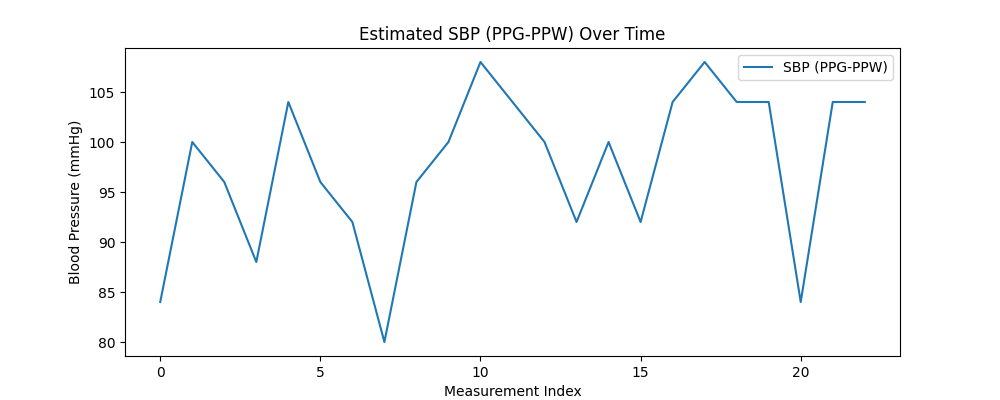 Estimated SBP (PPG-PPW) Over Time
SBP (PPG-PPW)
Blood Pressure (mmHg)
105
100
95
90
85
80
0 5 10 15 20
Measurement Index